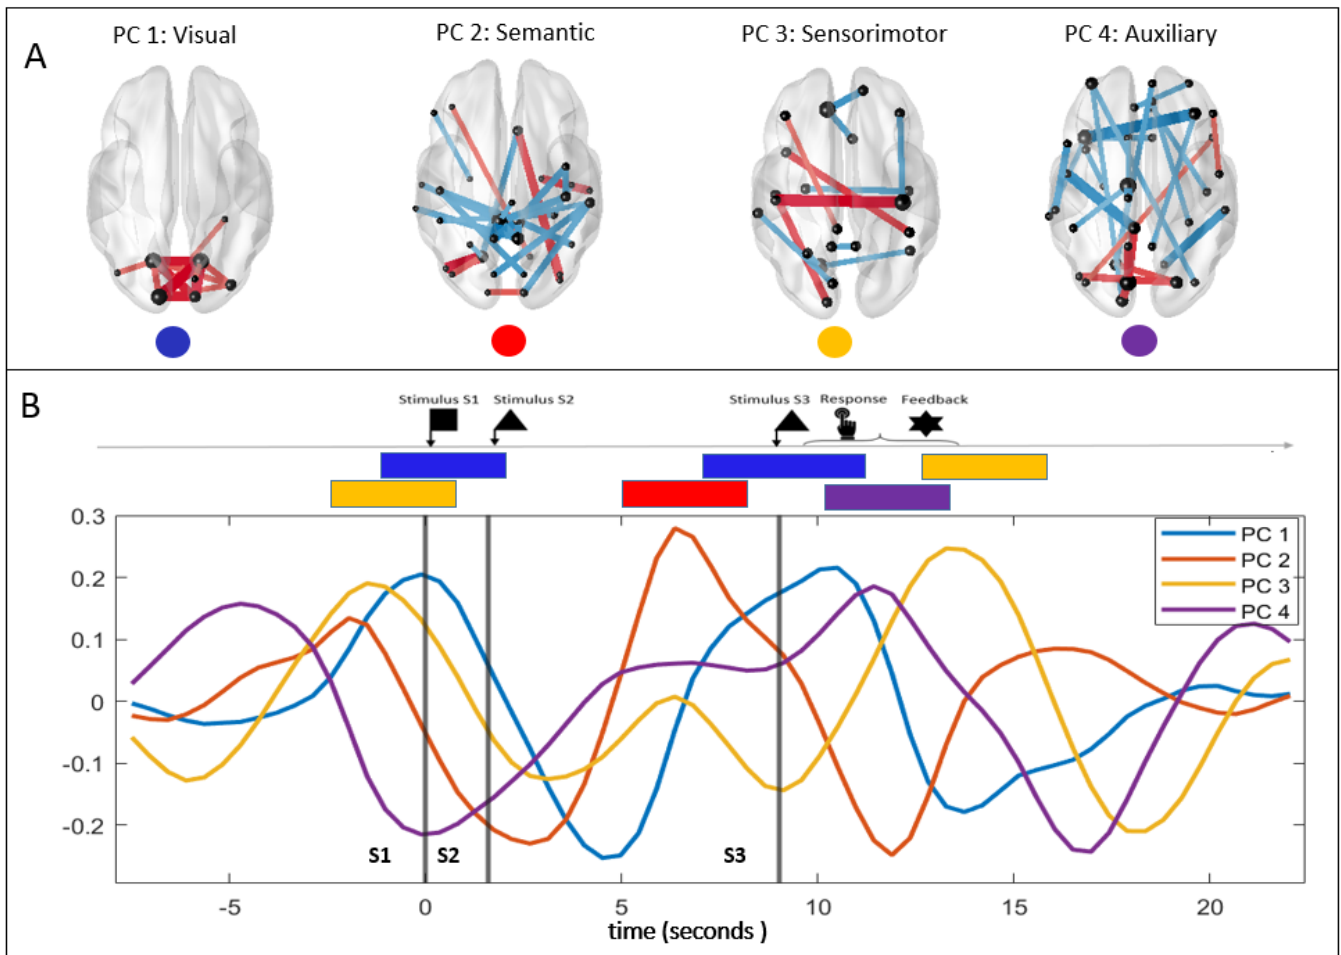 A
PC 1: Visual
PC 2: Semantic
PC 3: Sensorimotor
PC 4: Auxiliary
B
Stimulus S1
Stimulus S2
Stimulus S3
Response
Feedback
0.3
0.2
0.1
0
-0.1
-0.2
PC 1
PC 2
PC 3
PC 4
S1
S2
S3
-5
0
5
10
15
20
time (seconds )